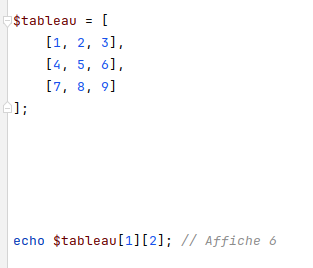 $tableau = [
    [1, 2, 3],
    [4, 5, 6],
    [7, 8, 9]
];
echo $tableau[1][2]; // Affiche 6